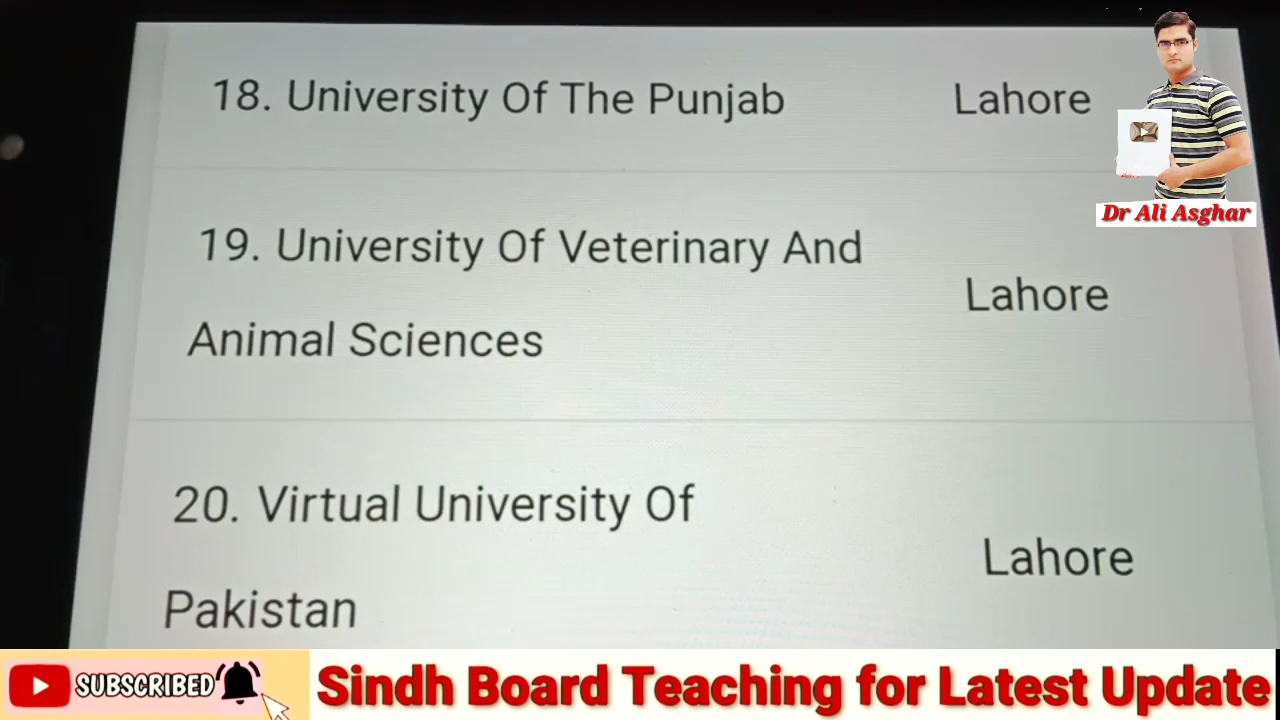 18. University Of The Punjab
Lahore
Dr Ali Asghar
19. University Of Veterinary And
Animal Sciences
Lahore
20. Virtual University Of
Pakistan
Lahore
SUBSCRIBED
Sindh Board Teaching for Latest Update